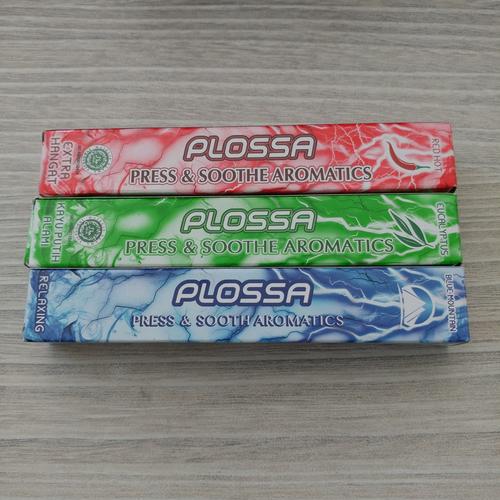 EXTRA
HANGAT
PLOSSA
PRESS & SOOTHE AROMATICS
RED HOT
KAYU PUTIH
ALAMI
PLOSSA
PRESS & SOOTHE AROMATICS
EUCALYPTUS
RELAXING
PLOSSA
PRESS & SOOTH AROMATICS
BLUE MOUNTAIN